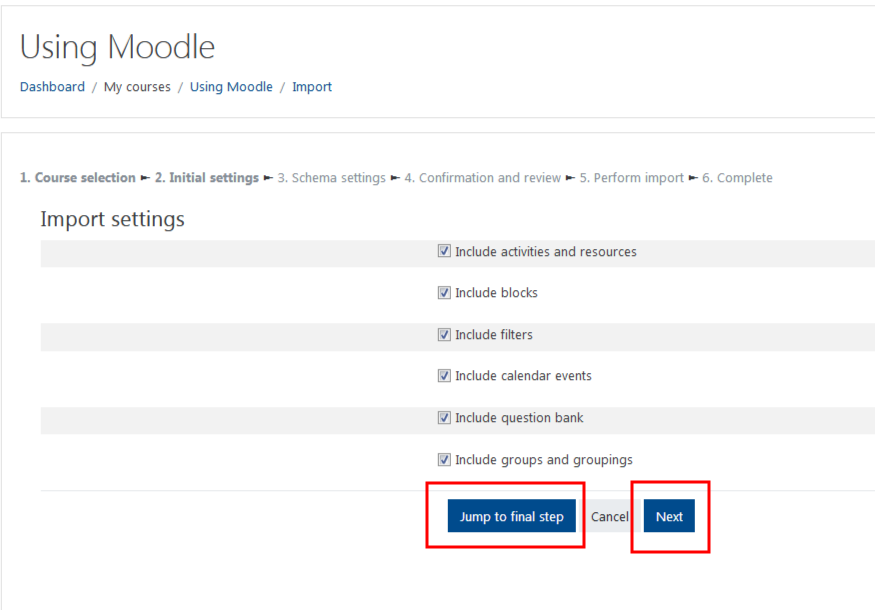 Using Moodle
Dashboard / My courses / Using Moodle / Import
1. Course selection ► 2. Initial settings ► 3. Schema settings ► 4. Confirmation and review ► 5. Perform import ► 6. Complete
Import settings
Include activities and resources
Include blocks
Include filters
Include calendar events
Include question bank
Include groups and groupings
Jump to final step Cancel Next